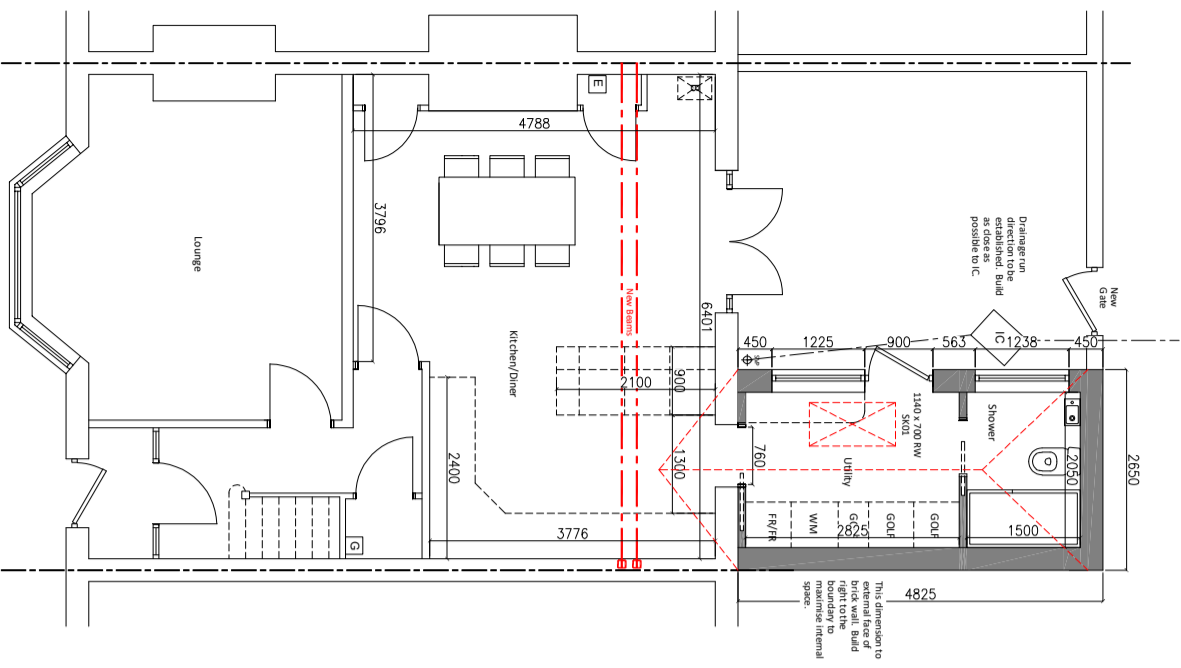 E
B
4788
3796
Lounge
New Beams
6401
Kitchen/Diner
900
2100
1300
2400
3776
G
Drainage run
direction to be
established. Build
as close as
possible to IC.
New
Gate
IC
SVP
450
1225
900
563
1238
450
1140 x 700 RW
SK01
Shower
Utility
760
2050
2650
FR/FR
WM
GOLF
GOLF
2825
1500
4825
This dimension to
external face of
brick wall. Build
right to the
boundary to
maximise internal
space.